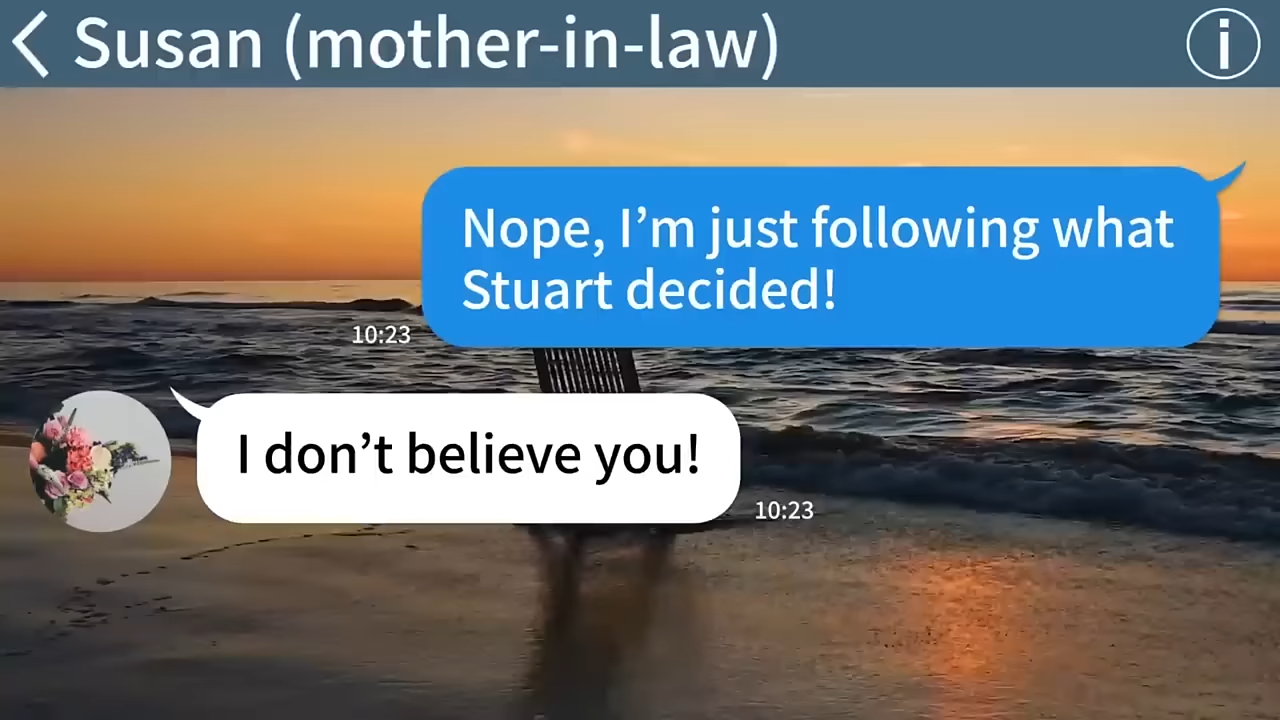 Susan (mother-in-law)
Nope, I’m just following what
Stuart decided!
10:23
I don’t believe you!
10:23